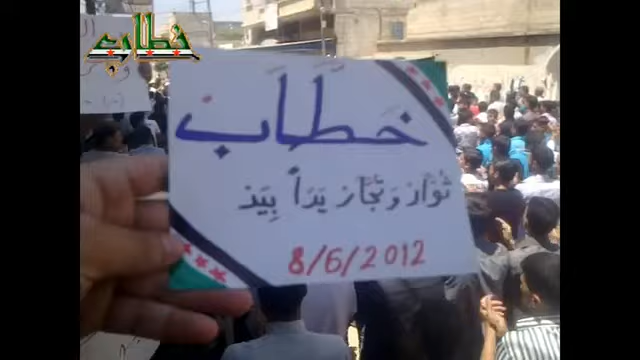 خطاب
خطاب
ثوار وتجار يداً بيد
8/6/2012